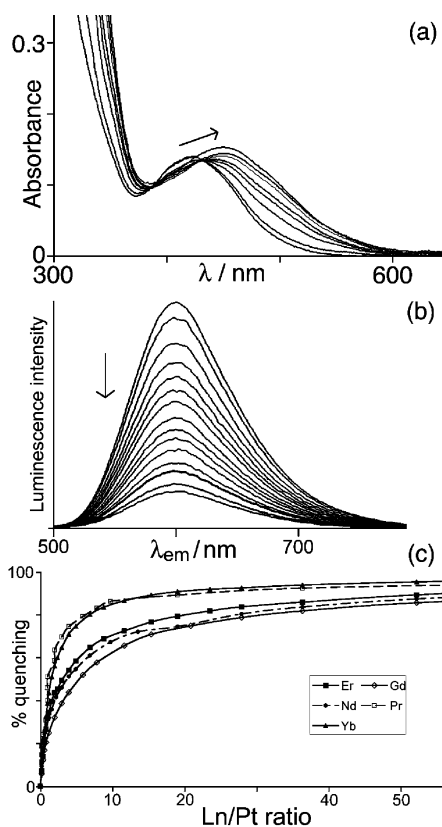 (a)
0.3
Absorbance
0
300
λ / nm
600
(b)
Luminescence intensity
500
λem/nm
700
(c)
100
% quenching
0
Er
Gd
Nd
Pr
Yb
0
10
20
30
40
50
Ln/Pt ratio